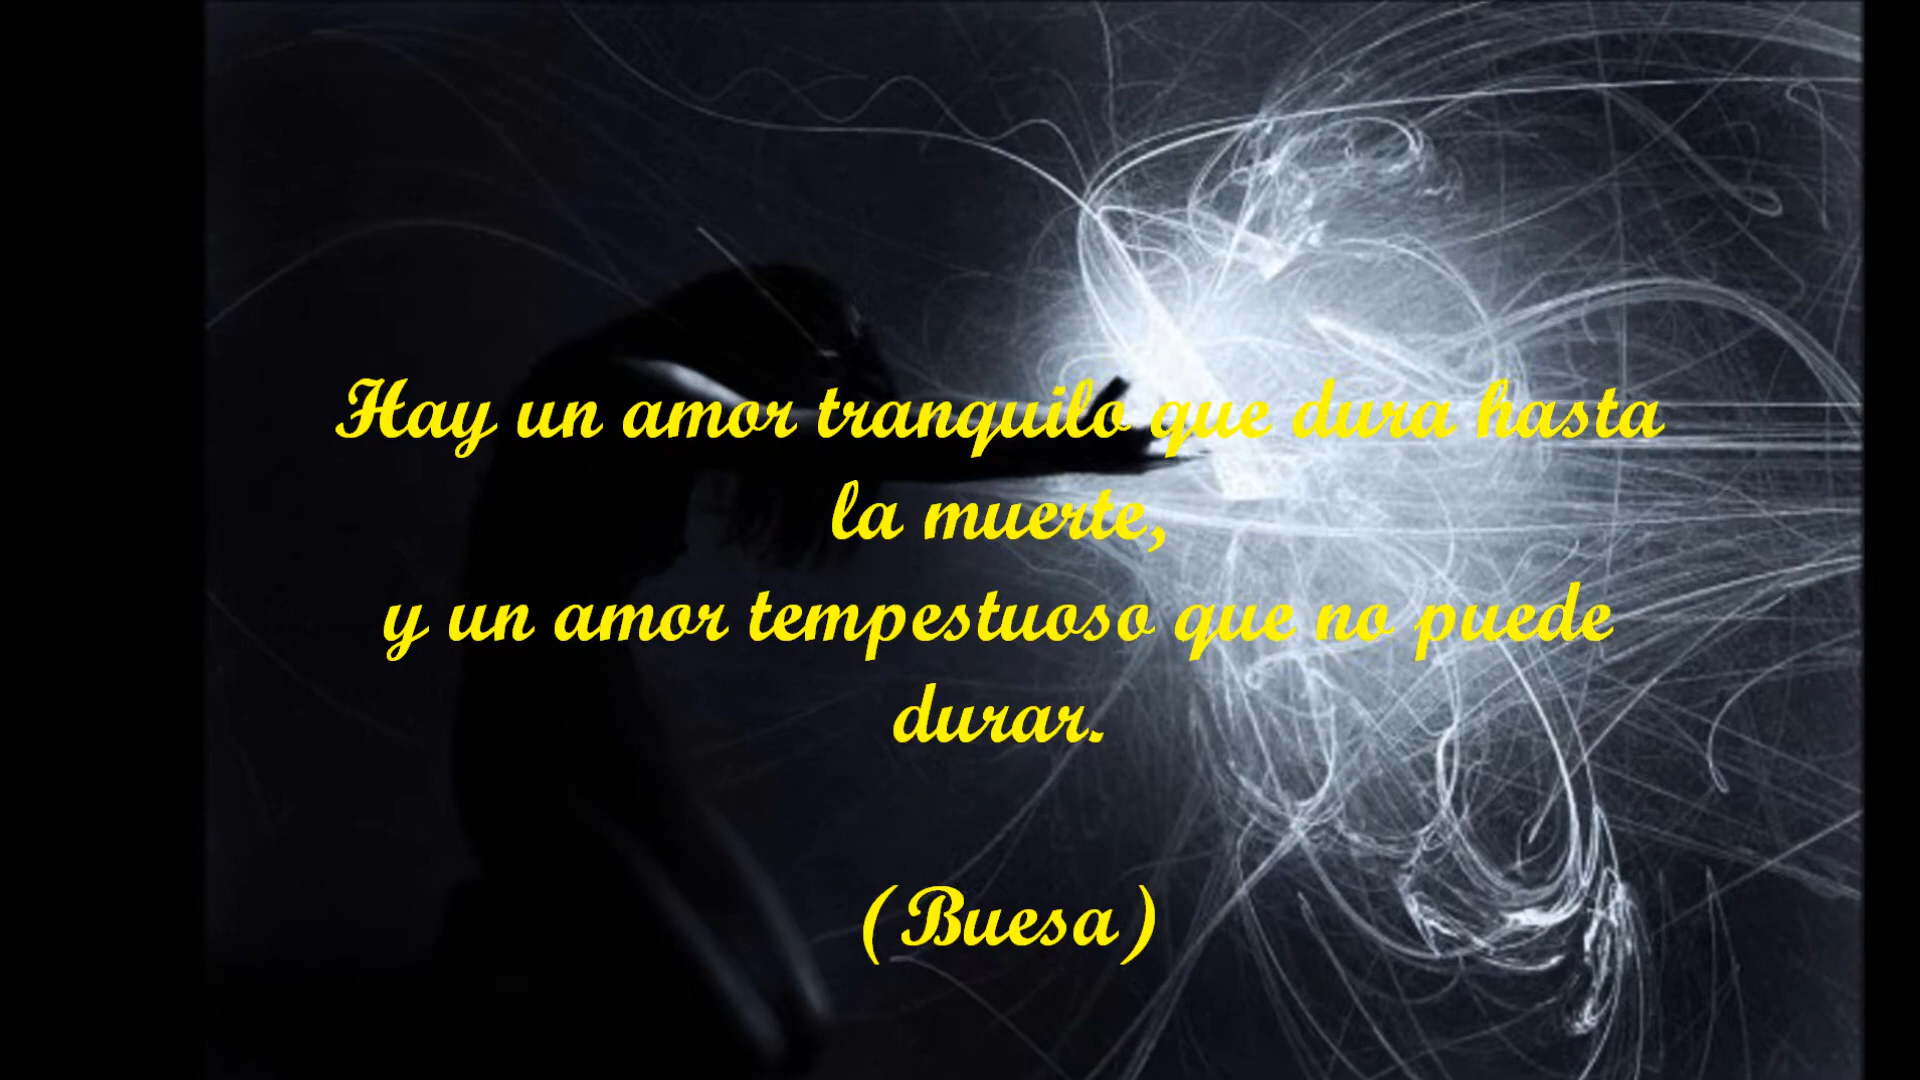 Hay un amor tranquilo que dura hasta
la muerte,
y un amor tempestuoso que no puede
durar.
(Buesa)